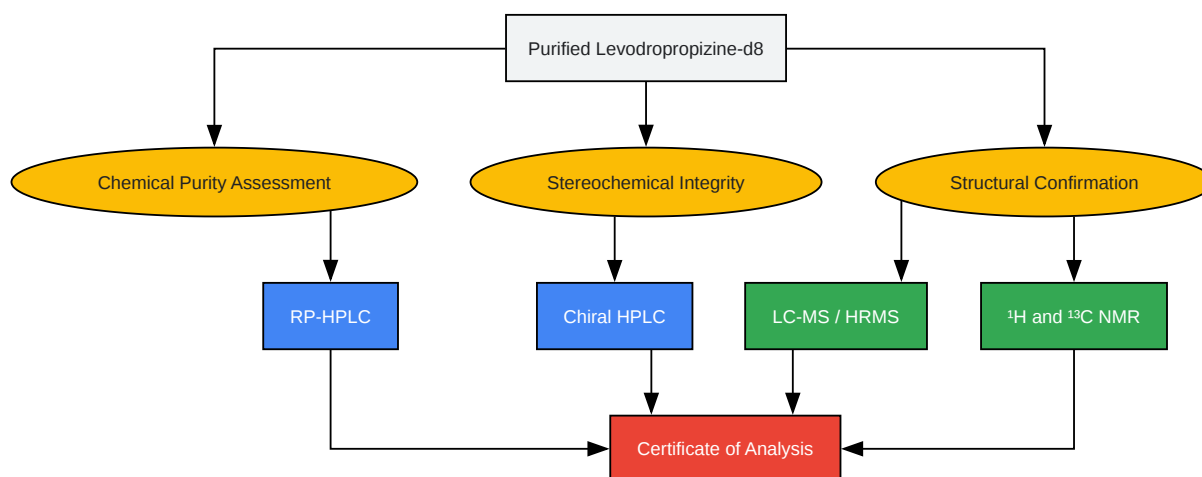 Purified Levodropropizine-d8
Chemical Purity Assessment
Stereochemical Integrity
Structural Confirmation
RP-HPLC
Chiral HPLC
LC-MS / HRMS
¹H and ¹³C NMR
Certificate of Analysis